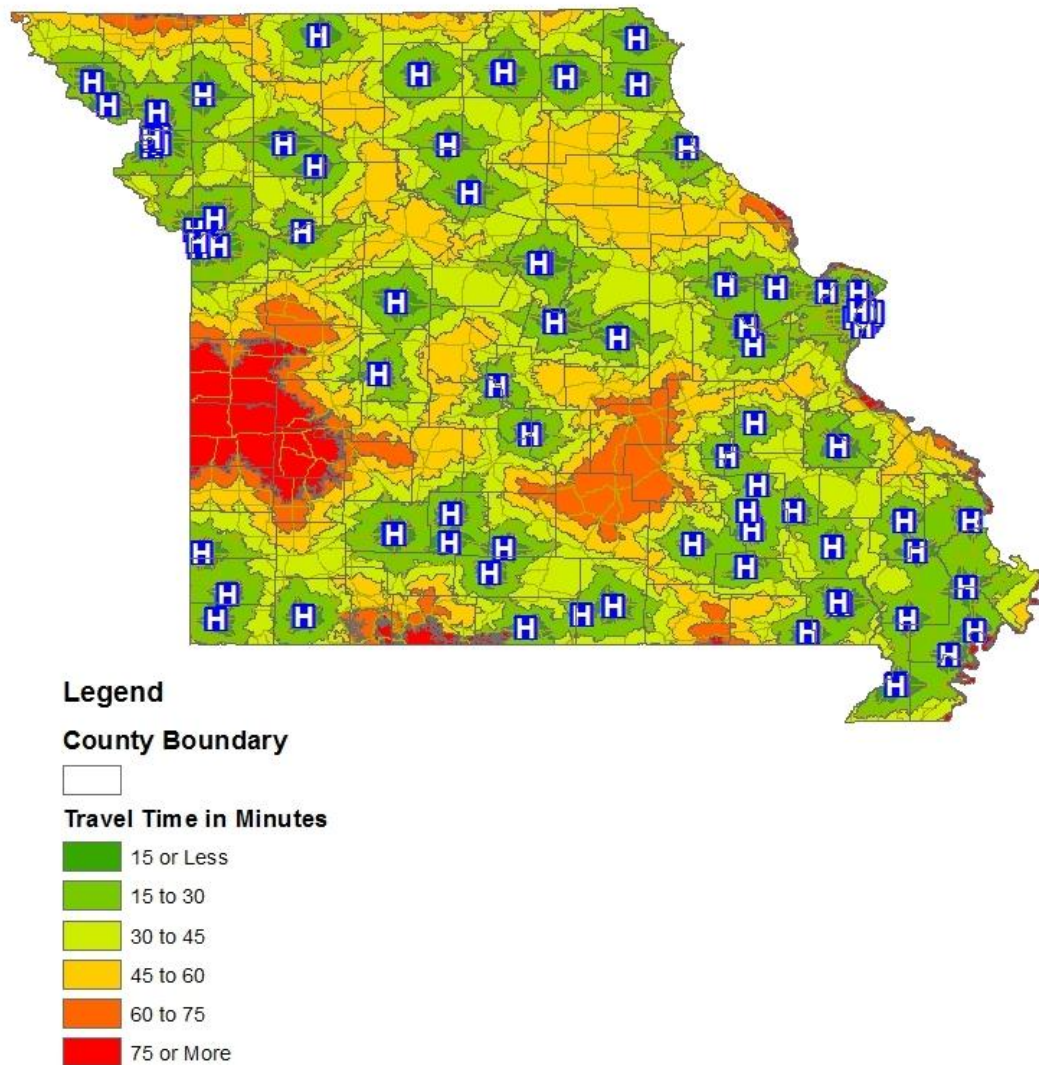 Legend
County Boundary
Travel Time in Minutes
15 or Less
15 to 30
30 to 45
45 to 60
60 to 75
75 or More